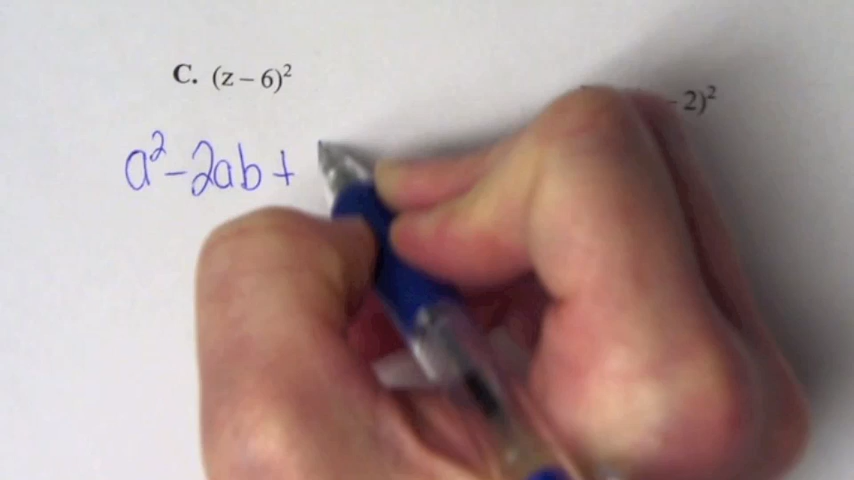 C. (z – 6)²
- 2)²
a² - 2ab +